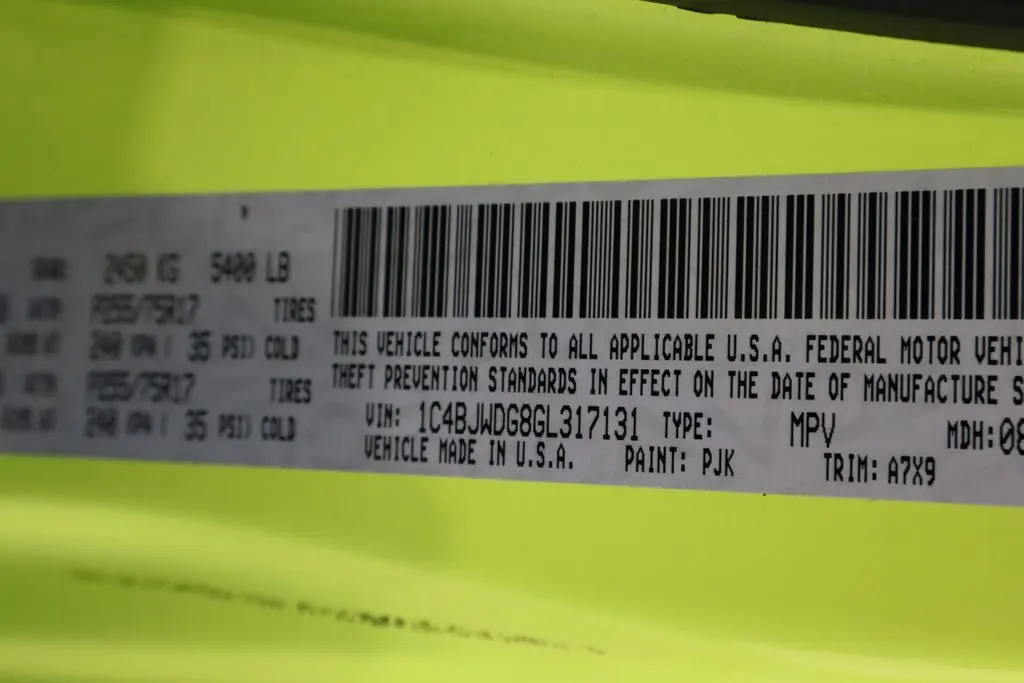 2450 KG 5400 LB
P255/75R17 TIRES
240 KPA ( 35 PSI) COLD
P255/75R17 TIRES
240 KPA ( 35 PSI) COLD
THIS VEHICLE CONFORMS TO ALL APPLICABLE U.S.A. FEDERAL MOTOR VEHI
THEFT PREVENTION STANDARDS IN EFFECT ON THE DATE OF MANUFACTURE S
VIN: 1C4BJWDG8GL317131 TYPE: MPV MDH:08
VEHICLE MADE IN U.S.A. PAINT: PJK TRIM: A7X9